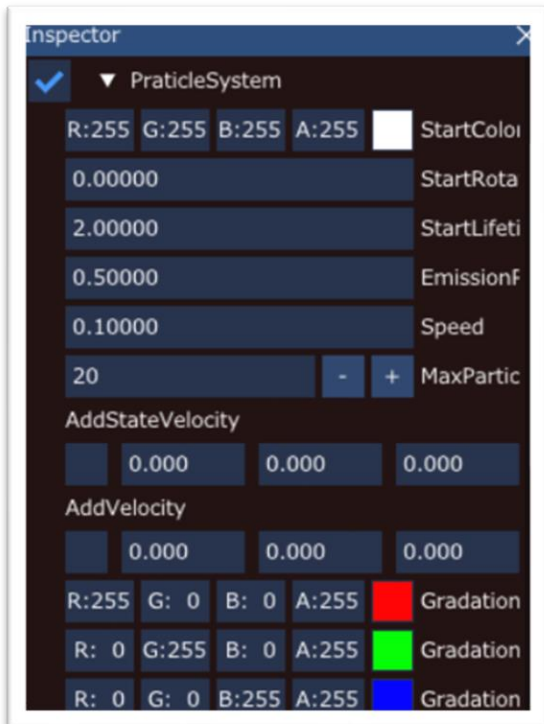 Inspector
PraticleSystem
R:255 G:255 B:255 A:255 StartColor
0.00000 StartRota
2.00000 StartLifeti
0.50000 Emission
0.10000 Speed
20 - + MaxPartic
AddStateVelocity
0.000 0.000 0.000
AddVelocity
0.000 0.000 0.000
R:255 G: 0 B: 0 A:255 Gradation
R: 0 G:255 B: 0 A:255 Gradation
R: 0 G: 0 B:255 A:255 Gradation